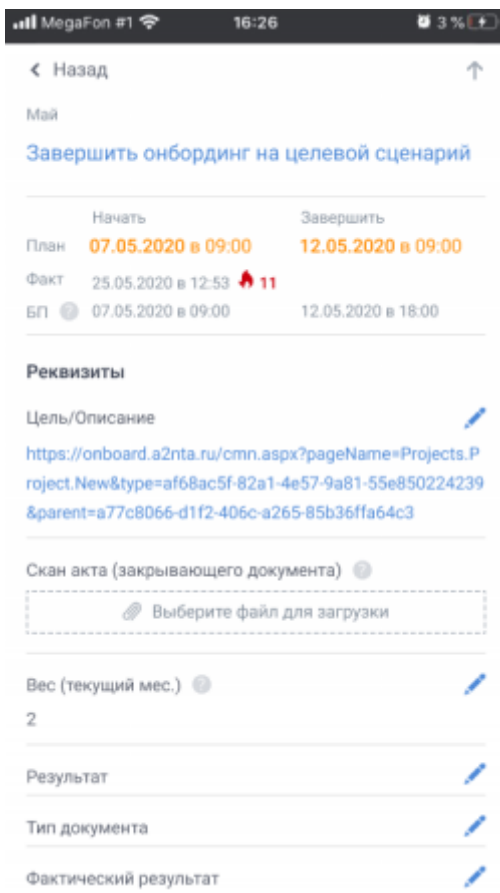 MegaFon #1 16:26 3 %
Назад
Май
Завершить онбординг на целевой сценарий
Начать Завершить
План 07.05.2020 в 09:00 12.05.2020 в 09:00
Факт 25.05.2020 в 12:53 11
БП ? 07.05.2020 в 09:00 12.05.2020 в 18:00
Реквизиты
Цель/Описание
https://onboard.a2nta.ru/cmn.aspx?pageName=Projects.P
roject.New&type=af68ac5f-82a1-4e57-9a81-55e850224239
&parent=a77c8066-d1f2-406c-a265-85b36ffa64c3
Скан акта (закрывающего документа) ?
Выберите файл для загрузки
Вес (текущий мес.) ?
2
Результат
Тип документа
Фактический результат